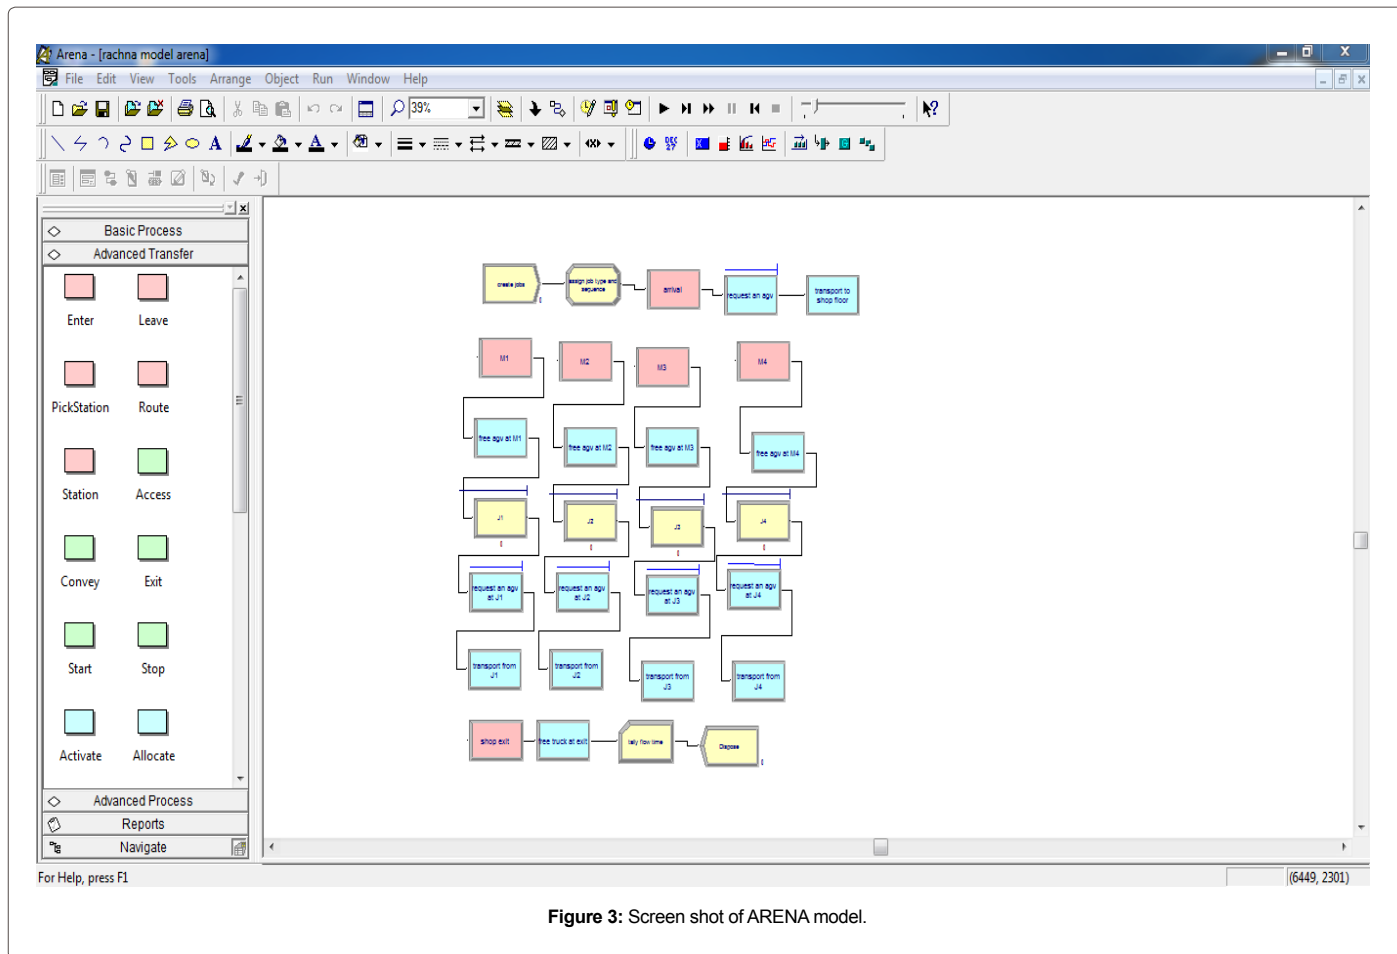 Arena - [rachna model arena]
File Edit View Tools Arrange Object Run Window Help
39%
Basic Process
Advanced Transfer
Enter Leave
PickStation Route
Station Access
Convey Exit
Start Stop
Activate Allocate
Advanced Process
Reports
Navigate
create jobs
assign job type and
sequence
arrival
request an agv
transport to
shop floor
M1 M2 M3 M4
free agv at M1
free agv at M2
free agv at M3
free agv at M4
J1 J2 J3 J4
request an agv
at J1
request an agv
at J2
request an agv
at J3
request an agv
at J4
transport from
J1
transport from
J2
transport from
J3
transport from
J4
shop exit
free truck at exit
tally flow time
Dispose
For Help, press F1
(6449, 2301)
Figure 3: Screen shot of ARENA model.